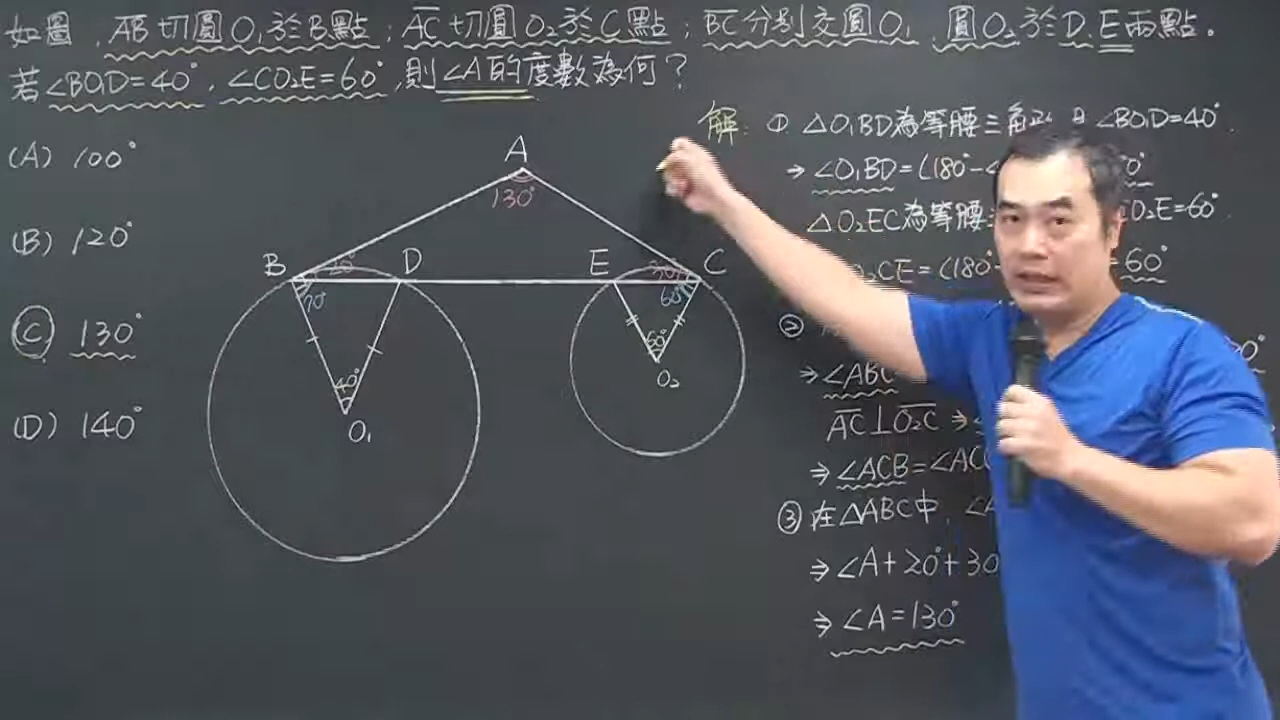 如圖，AB切圓O₁於B點；AC切圓O₂於C點；BC分別交圓O₁、圓O₂於D、E兩點。
若∠BO₁D=40°，∠CO₂E=60°，則∠A的度數為何？
(A) 100°
(B) 120°
(C) 130°
(D) 140°
A
130°
B
20°
D
E
30°
C
70°
60°
40°
60°
O₁
O₂
解：① △O₁BD為等腰三角形 ∠BO₁D=40°
⇒ ∠O₁BD=(180°-
△O₂EC為等腰 O₂E=60°
O₂CE=(180° =60°
②
⇒ ∠ABC
AC⊥O₂C ⇒
⇒ ∠ACB=∠AC
③ 在△ABC中，
⇒ ∠A+20°+30
⇒ ∠A=130°